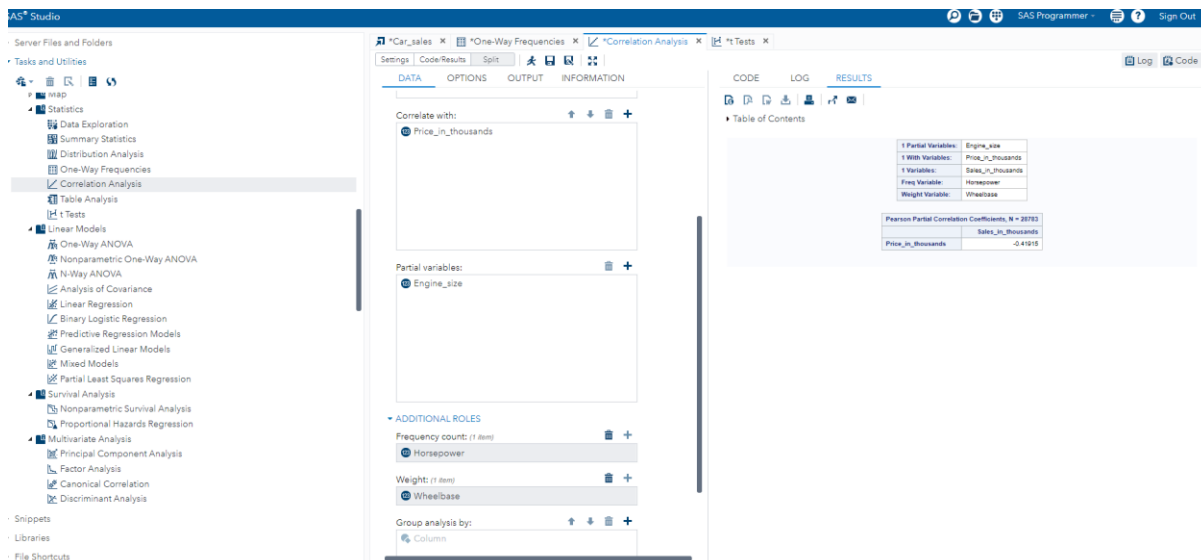 SAS® Studio
SAS Programmer
Sign Out
Server Files and Folders
Tasks and Utilities
Map
Statistics
Data Exploration
Summary Statistics
Distribution Analysis
One-Way Frequencies
Correlation Analysis
Table Analysis
t Tests
Linear Models
One-Way ANOVA
Nonparametric One-Way ANOVA
N-Way ANOVA
Analysis of Covariance
Linear Regression
Binary Logistic Regression
Predictive Regression Models
Generalized Linear Models
Mixed Models
Partial Least Squares Regression
Survival Analysis
Nonparametric Survival Analysis
Proportional Hazards Regression
Multivariate Analysis
Principal Component Analysis
Factor Analysis
Canonical Correlation
Discriminant Analysis
Snippets
Libraries
File Shortcuts
*Car_sales × *One-Way Frequencies × *Correlation Analysis × *t Tests ×
Settings Code/Results Split
Log Code
DATA OPTIONS OUTPUT INFORMATION
Correlate with:
Price_in_thousands
Partial variables:
Engine_size
ADDITIONAL ROLES
Frequency count: (1 item)
Horsepower
Weight: (1 item)
Wheelbase
Group analysis by:
Column
CODE LOG RESULTS
Table of Contents
1 Partial Variables: Engine_size
1 With Variables: Price_in_thousands
1 Variables: Sales_in_thousands
Freq Variable: Horsepower
Weight Variable: Wheelbase
Pearson Partial Correlation Coefficients, N = 28783
Sales_in_thousands
Price_in_thousands -0.41915